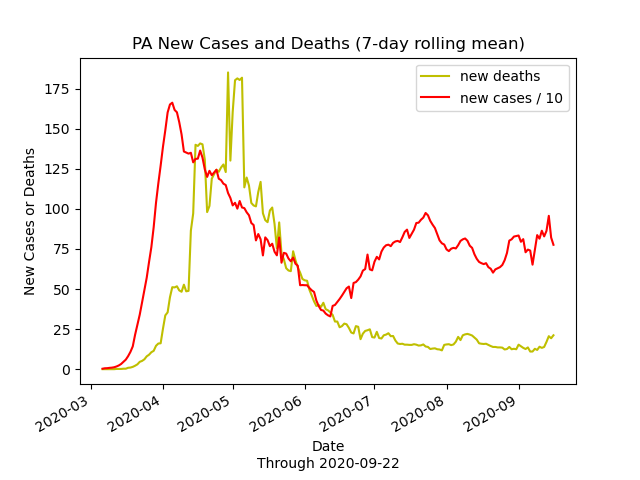 PA New Cases and Deaths (7-day rolling mean)
new deaths
new cases / 10
175
150
125
100
75
50
25
0
New Cases or Deaths
2020-03
2020-04
2020-05
2020-06
2020-07
2020-08
2020-09
Date
Through 2020-09-22